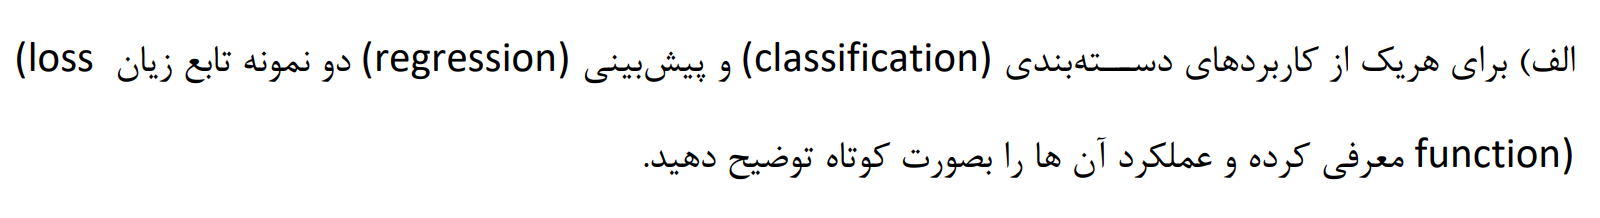 الف) برای هریک از کاربردهای دسته‌بندی (classification) و پیش‌بینی (regression) دو نمونه تابع زیان (loss
function) معرفی کرده و عملکرد آن ها را بصورت کوتاه توضیح دهید.